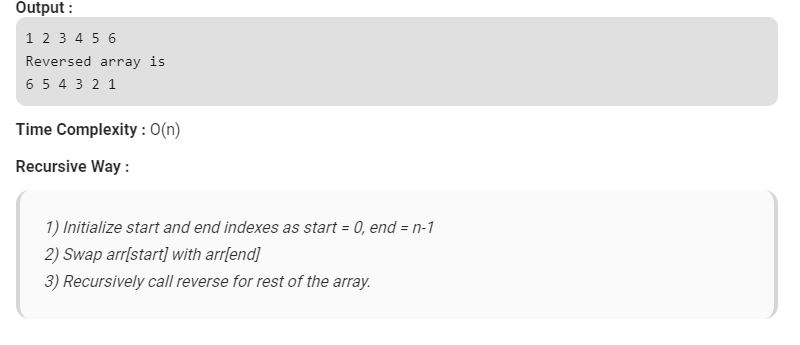 Output :
1 2 3 4 5 6
Reversed array is
6 5 4 3 2 1
Time Complexity : O(n)
Recursive Way :
1) Initialize start and end indexes as start = 0, end = n-1
2) Swap arr[start] with arr[end]
3) Recursively call reverse for rest of the array.